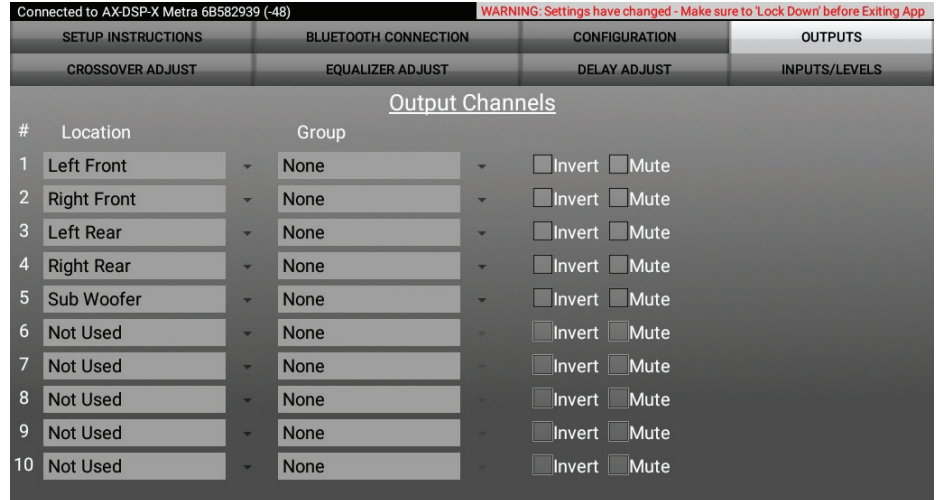 Connected to AX-DSP-X Metra 6B582939 (-48) WARNING: Settings have changed - Make sure to 'Lock Down' before Exiting App
SETUP INSTRUCTIONS BLUETOOTH CONNECTION CONFIGURATION OUTPUTS
CROSSOVER ADJUST EQUALIZER ADJUST DELAY ADJUST INPUTS/LEVELS
Output Channels
# Location Group
1 Left Front None Invert Mute
2 Right Front None Invert Mute
3 Left Rear None Invert Mute
4 Right Rear None Invert Mute
5 Sub Woofer None Invert Mute
6 Not Used None Invert Mute
7 Not Used None Invert Mute
8 Not Used None Invert Mute
9 Not Used None Invert Mute
10 Not Used None Invert Mute